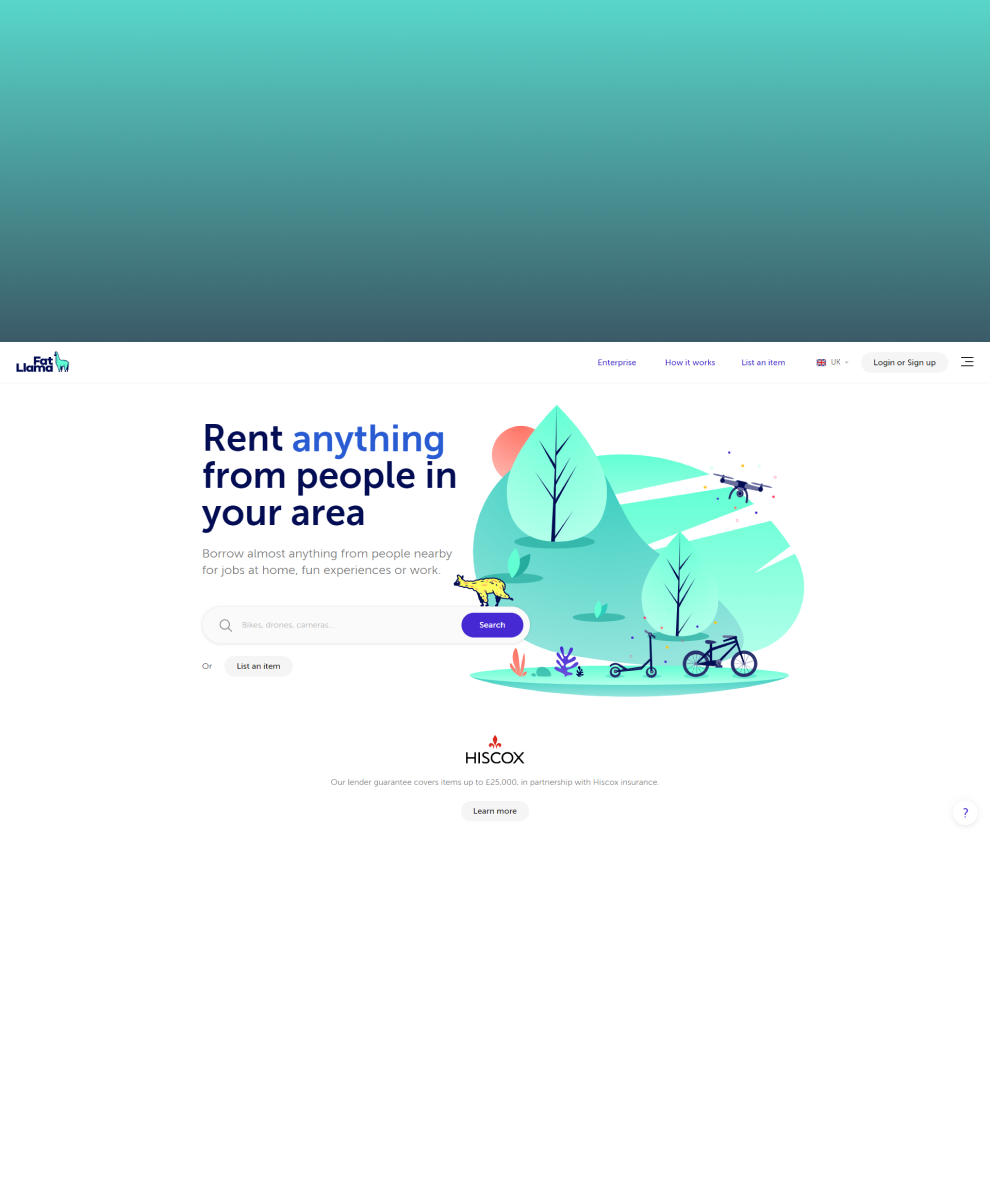 Fat
Llama
Enterprise
How it works
List an item
UK
Login or Sign up
Rent anything
from people in
your area
Borrow almost anything from people nearby
for jobs at home, fun experiences or work.
Bikes, drones, cameras...
Search
Or
List an item
HISCOX
Our lender guarantee covers items up to £25,000, in partnership with Hiscox insurance.
Learn more
?